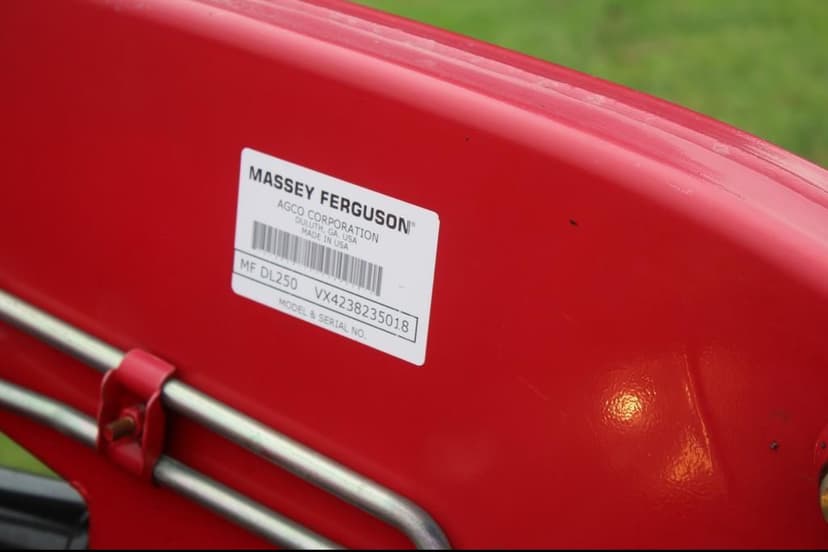 MASSEY FERGUSON®
AGCO CORPORATION
DULUTH, GA. USA
MADE IN USA
MF DL250 VX4238235018
MODEL & SERIAL NO.